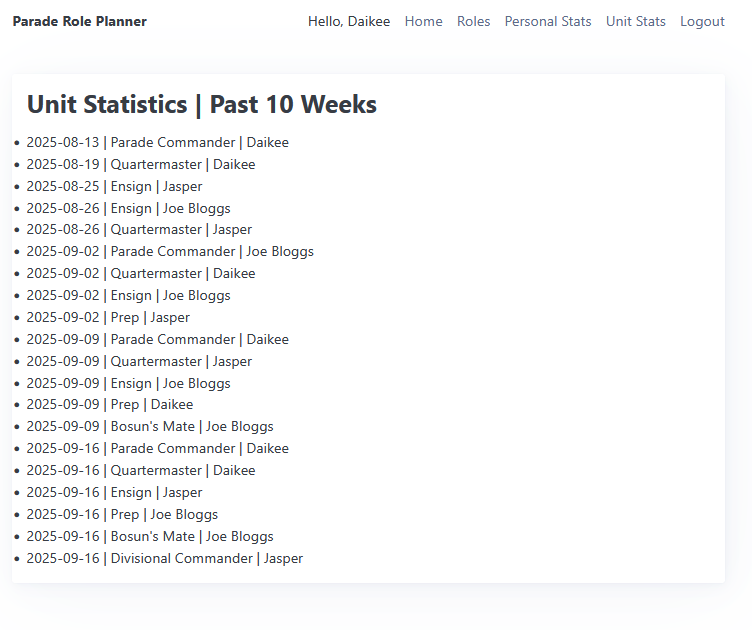 Parade Role Planner
Hello, Daikee Home Roles Personal Stats Unit Stats Logout
Unit Statistics | Past 10 Weeks
• 2025-08-13 | Parade Commander | Daikee
• 2025-08-19 | Quartermaster | Daikee
• 2025-08-25 | Ensign | Jasper
• 2025-08-26 | Ensign | Joe Bloggs
• 2025-08-26 | Quartermaster | Jasper
• 2025-09-02 | Parade Commander | Joe Bloggs
• 2025-09-02 | Quartermaster | Daikee
• 2025-09-02 | Ensign | Joe Bloggs
• 2025-09-02 | Prep | Jasper
• 2025-09-09 | Parade Commander | Daikee
• 2025-09-09 | Quartermaster | Jasper
• 2025-09-09 | Ensign | Joe Bloggs
• 2025-09-09 | Prep | Daikee
• 2025-09-09 | Bosun's Mate | Joe Bloggs
• 2025-09-16 | Parade Commander | Daikee
• 2025-09-16 | Quartermaster | Daikee
• 2025-09-16 | Ensign | Jasper
• 2025-09-16 | Prep | Joe Bloggs
• 2025-09-16 | Bosun's Mate | Joe Bloggs
• 2025-09-16 | Divisional Commander | Jasper